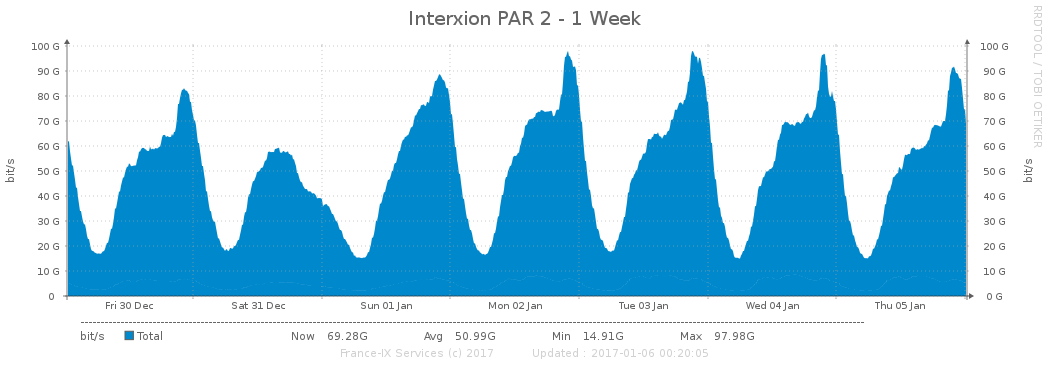 Interxion PAR 2 - 1 Week
RRDTOOL / TOBI OETIKER
100 G 100 G
90 G 90 G
80 G 80 G
70 G 70 G
60 G 60 G
50 G 50 G
40 G 40 G
30 G 30 G
20 G 20 G
10 G 10 G
0 0 G
bit/s bit/s
Fri 30 Dec Sat 31 Dec Sun 01 Jan Mon 02 Jan Tue 03 Jan Wed 04 Jan Thu 05 Jan
bit/s Total Now 69.28G Avg 50.99G Min 14.91G Max 97.98G
France-IX Services (c) 2017 Updated : 2017-01-06 00:20:05